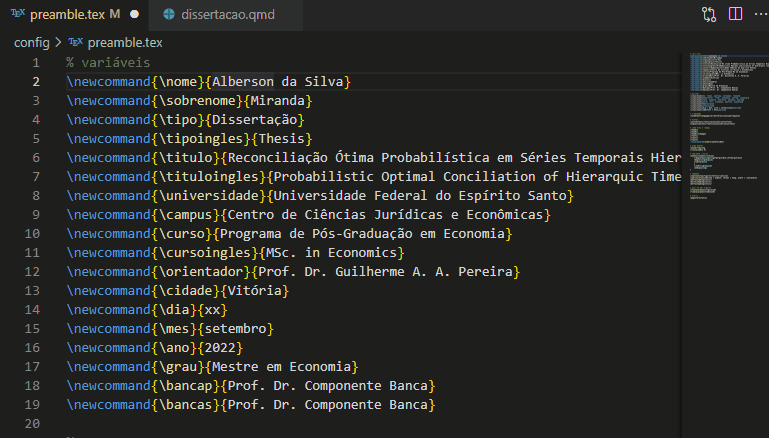 preamble.tex M
dissertacao.qmd
config > preamble.tex
1 % variáveis
2 \newcommand{\nome}{Alberson da Silva}
3 \newcommand{\sobrenome}{Miranda}
4 \newcommand{\tipo}{Dissertação}
5 \newcommand{\tipoingles}{Thesis}
6 \newcommand{\titulo}{Reconciliação Ótima Probabilística em Séries Temporais Hier
7 \newcommand{\tituloingles}{Probabilistic Optimal Conciliation of Hierarquic Time
8 \newcommand{\universidade}{Universidade Federal do Espírito Santo}
9 \newcommand{\campus}{Centro de Ciências Jurídicas e Econômicas}
10 \newcommand{\curso}{Programa de Pós-Graduação em Economia}
11 \newcommand{\cursoingles}{MSc. in Economics}
12 \newcommand{\orientador}{Prof. Dr. Guilherme A. A. Pereira}
13 \newcommand{\cidade}{Vitória}
14 \newcommand{\dia}{xx}
15 \newcommand{\mes}{setembro}
16 \newcommand{\ano}{2022}
17 \newcommand{\grau}{Mestre em Economia}
18 \newcommand{\bancap}{Prof. Dr. Componente Banca}
19 \newcommand{\bancas}{Prof. Dr. Componente Banca}
20